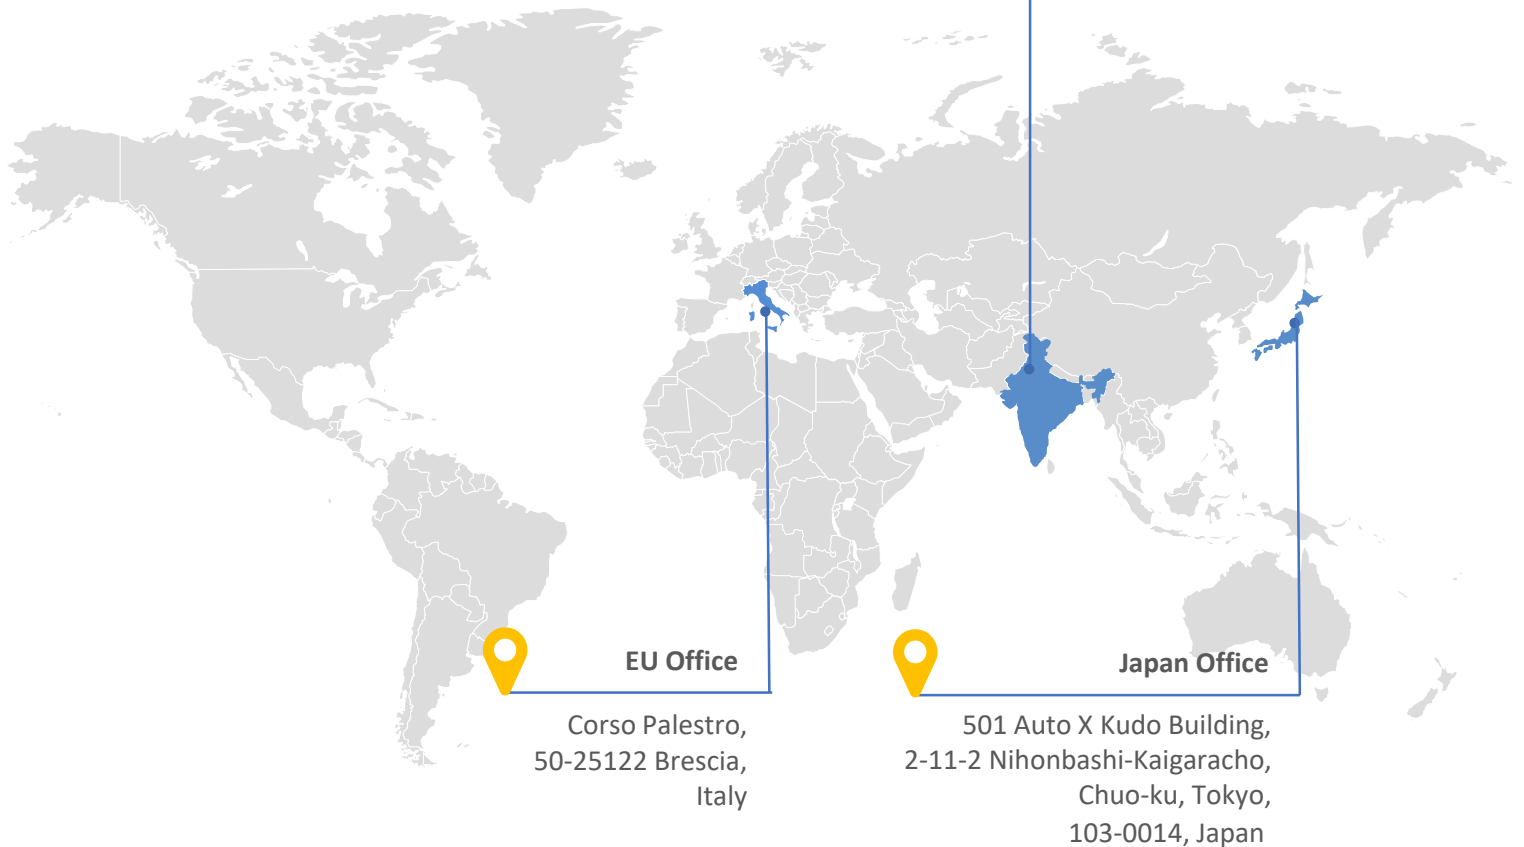 EU Office
Corso Palestro,
50-25122 Brescia,
Italy
Japan Office
501 Auto X Kudo Building,
2-11-2 Nihonbashi-Kaigaracho,
Chuo-ku, Tokyo,
103-0014, Japan